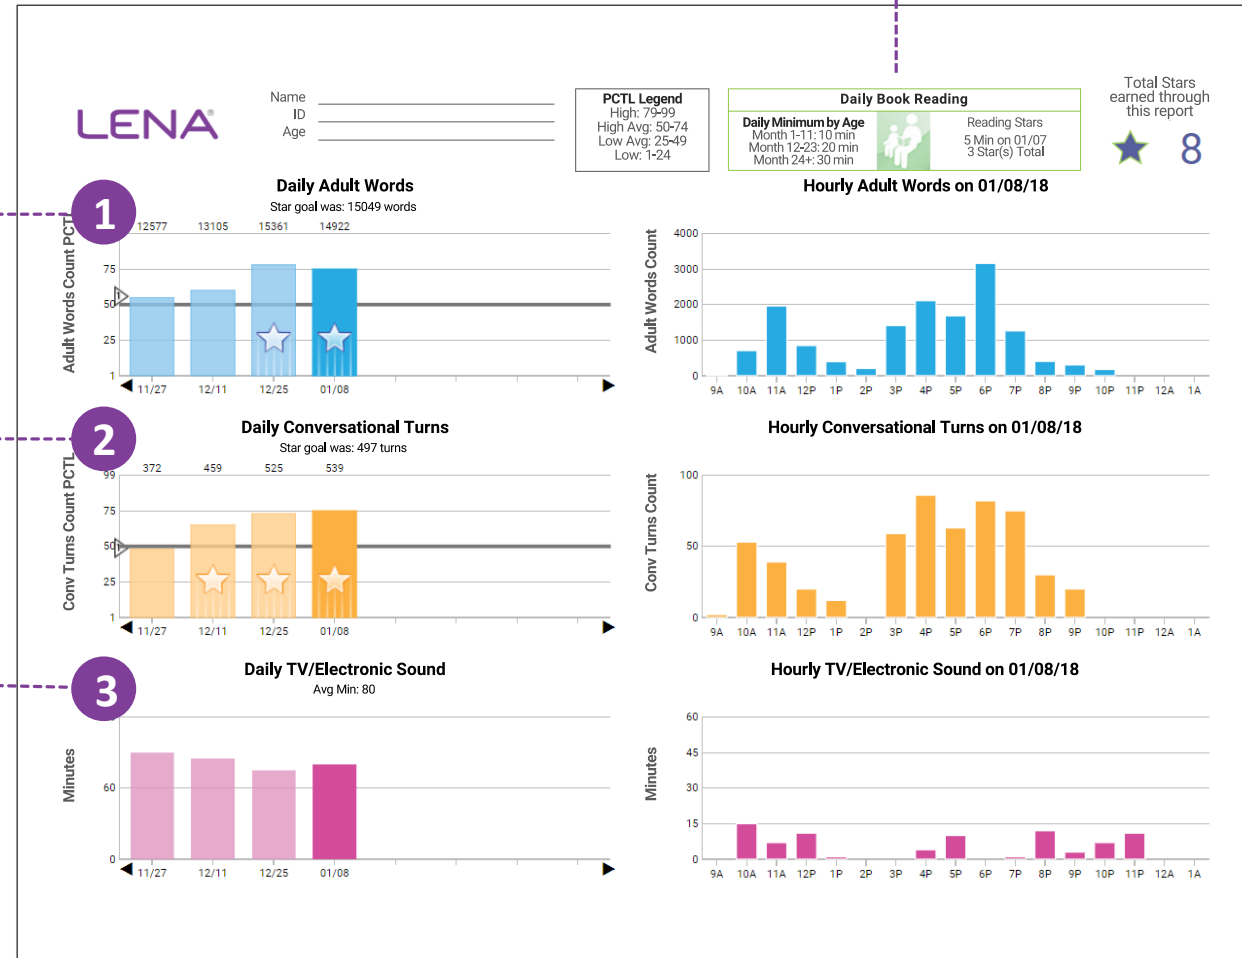 LENA
Name
ID
Age
PCTL Legend
High: 79-99
High Avg: 50-74
Low Avg: 25-49
Low: 1-24
Daily Book Reading
Daily Minimum by Age
Month 1-11: 10 min
Month 12-23: 20 min
Month 24+: 30 min
Reading Stars
5 Min on 01/07
3 Star(s) Total
Total Stars
earned through
this report
8
1
Daily Adult Words
Star goal was: 15049 words
12577 13105 15361 14922
Adult Words Count PCTL
75
50
25
1
1
11/27 12/11 12/25 01/08
Hourly Adult Words on 01/08/18
Adult Words Count
4000
3000
2000
1000
0
9A 10A 11A 12P 1P 2P 3P 4P 5P 6P 7P 8P 9P 10P 11P 12A 1A
2
Daily Conversational Turns
Star goal was: 497 turns
372 459 525 539
Conv Turns Count PCTL
99
75
50
25
1
11/27 12/11 12/25 01/08
Hourly Conversational Turns on 01/08/18
Conv Turns Count
100
50
0
9A 10A 11A 12P 1P 2P 3P 4P 5P 6P 7P 8P 9P 10P 11P 12A 1A
3
Daily TV/Electronic Sound
Avg Min: 80
Minutes
60
0
11/27 12/11 12/25 01/08
Hourly TV/Electronic Sound on 01/08/18
Minutes
60
45
30
15
0
9A 10A 11A 12P 1P 2P 3P 4P 5P 6P 7P 8P 9P 10P 11P 12A 1A